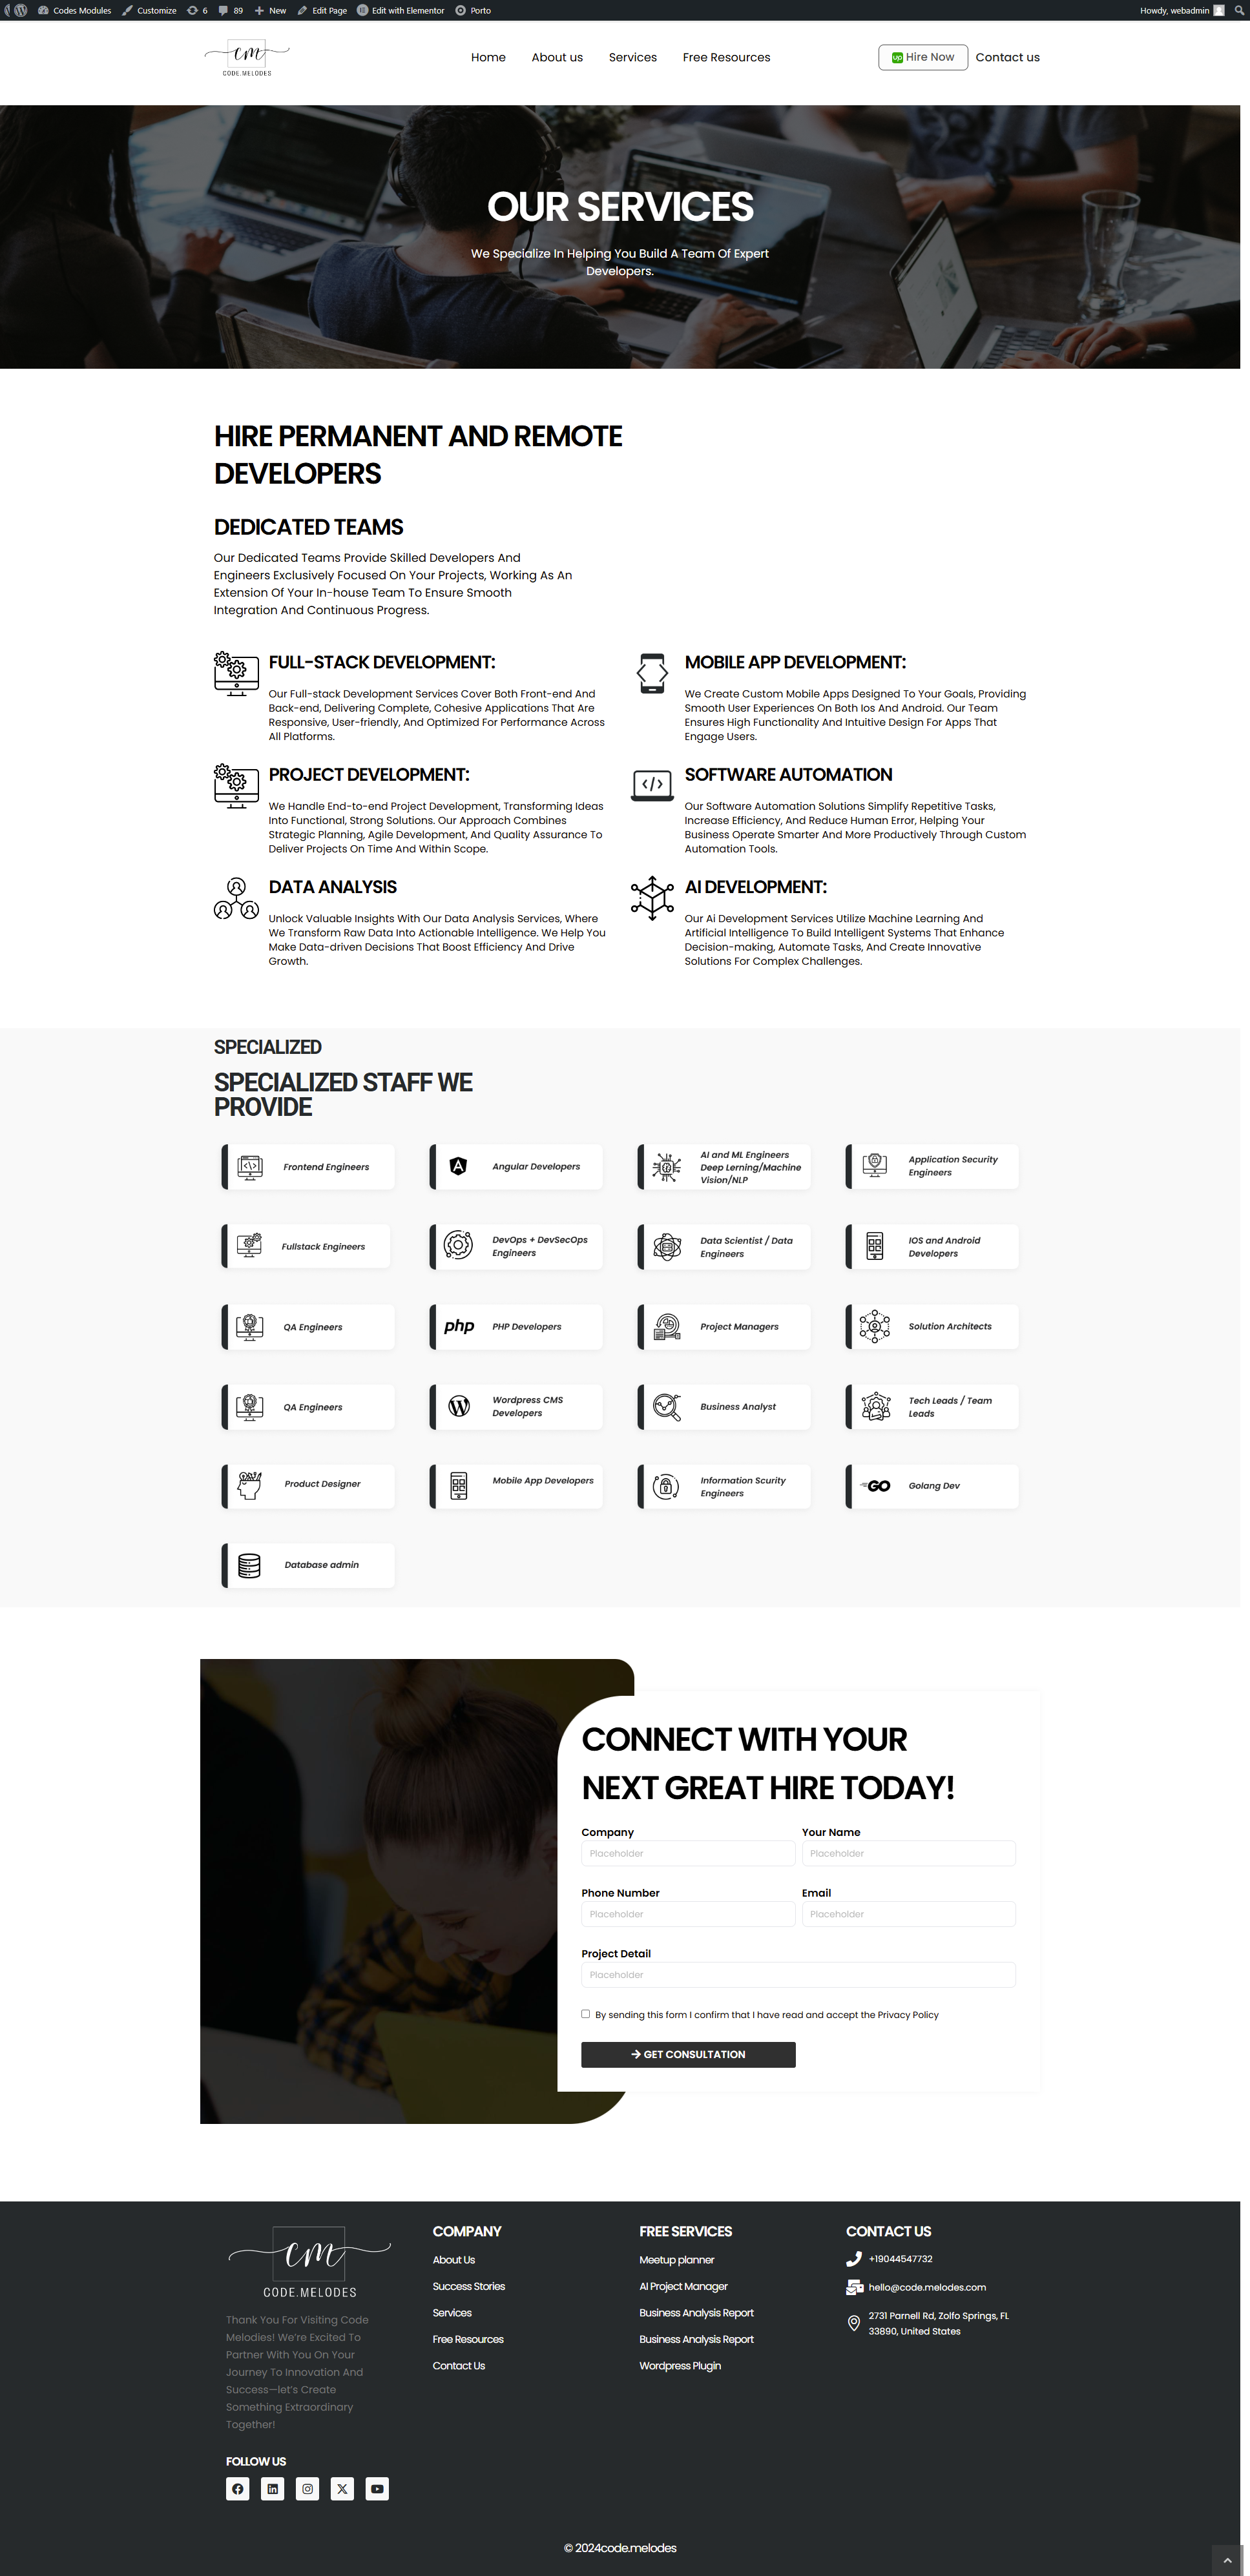 Codes Modules Customize 6 89 New Edit Page Edit with Elementor Porto Howdy, webadmin
cm
CODE.MELODES
Home About us Services Free Resources
up Hire Now Contact us
OUR SERVICES
We Specialize In Helping You Build A Team Of Expert
Developers.
HIRE PERMANENT AND REMOTE
DEVELOPERS
DEDICATED TEAMS
Our Dedicated Teams Provide Skilled Developers And
Engineers Exclusively Focused On Your Projects, Working As An
Extension Of Your In-house Team To Ensure Smooth
Integration And Continuous Progress.
FULL-STACK DEVELOPMENT:
Our Full-stack Development Services Cover Both Front-end And
Back-end, Delivering Complete, Cohesive Applications That Are
Responsive, User-friendly, And Optimized For Performance Across
All Platforms.
MOBILE APP DEVELOPMENT:
We Create Custom Mobile Apps Designed To Your Goals, Providing
Smooth User Experiences On Both Ios And Android. Our Team
Ensures High Functionality And Intuitive Design For Apps That
Engage Users.
PROJECT DEVELOPMENT:
We Handle End-to-end Project Development, Transforming Ideas
Into Functional, Strong Solutions. Our Approach Combines
Strategic Planning, Agile Development, And Quality Assurance To
Deliver Projects On Time And Within Scope.
SOFTWARE AUTOMATION
Our Software Automation Solutions Simplify Repetitive Tasks,
Increase Efficiency, And Reduce Human Error, Helping Your
Business Operate Smarter And More Productively Through Custom
Automation Tools.
DATA ANALYSIS
Unlock Valuable Insights With Our Data Analysis Services, Where
We Transform Raw Data Into Actionable Intelligence. We Help You
Make Data-driven Decisions That Boost Efficiency And Drive
Growth.
AI DEVELOPMENT:
Our Ai Development Services Utilize Machine Learning And
Artificial Intelligence To Build Intelligent Systems That Enhance
Decision-making, Automate Tasks, And Create Innovative
Solutions For Complex Challenges.
SPECIALIZED
SPECIALIZED STAFF WE
PROVIDE
Frontend Engineers
Angular Developers
AI and ML Engineers
Deep Lerning/Machine
Vision/NLP
Application Security
Engineers
Fullstack Engineers
DevOps + DevSecOps
Engineers
Data Scientist / Data
Engineers
IOS and Android
Developers
QA Engineers
php PHP Developers
Project Managers
Solution Architects
QA Engineers
Wordpress CMS
Developers
Business Analyst
Tech Leads / Team
Leads
Product Designer
Mobile App Developers
Information Scurity
Engineers
GO Golang Dev
Database admin
CONNECT WITH YOUR
NEXT GREAT HIRE TODAY!
Company Your Name
Placeholder Placeholder
Phone Number Email
Placeholder Placeholder
Project Detail
Placeholder
By sending this form I confirm that I have read and accept the Privacy Policy
GET CONSULTATION
cm
CODE.MELODES
Thank You For Visiting Code
Melodies! We're Excited To
Partner With You On Your
Journey To Innovation And
Success—let's Create
Something Extraordinary
Together!
FOLLOW US
COMPANY
About Us
Success Stories
Services
Free Resources
Contact Us
FREE SERVICES
Meetup planner
AI Project Manager
Business Analysis Report
Business Analysis Report
Wordpress Plugin
CONTACT US
+19044547732
hello@code.melodes.com
2731 Parnell Rd, Zolfo Springs, FL
33890, United States
© 2024code.melodes